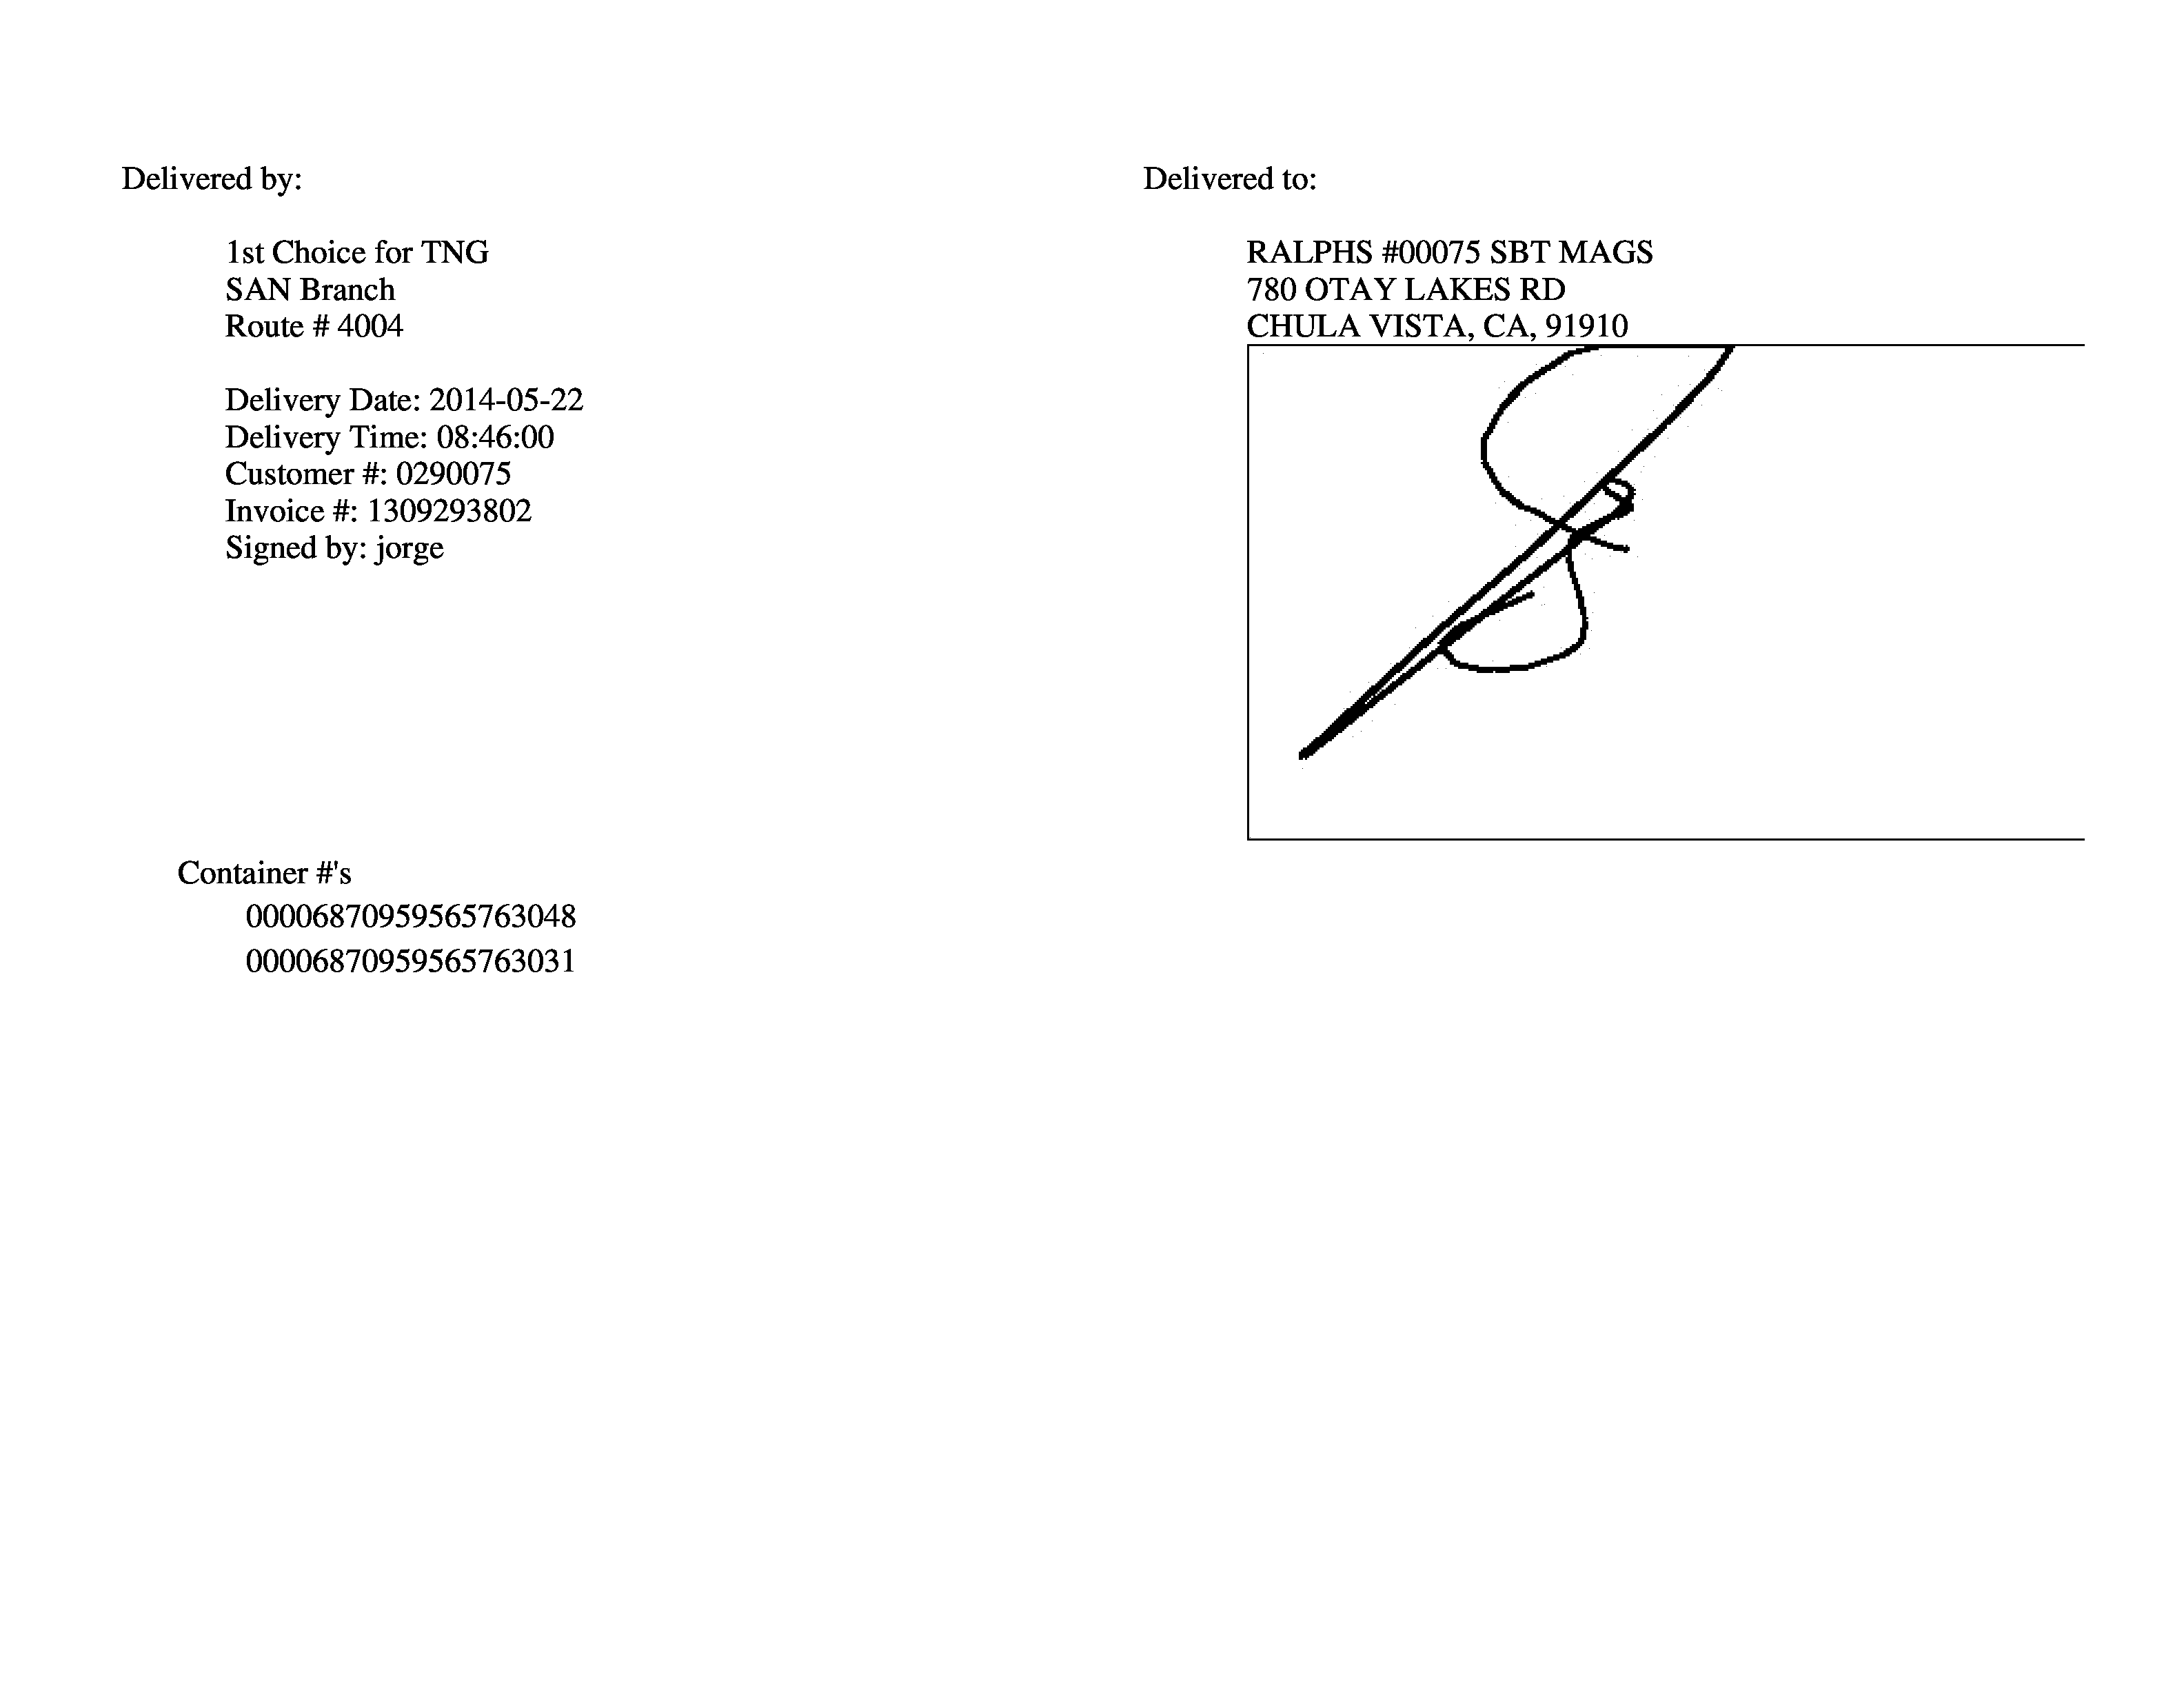 Delivered by:
1st Choice for TNG
SAN Branch
Route # 4004
Delivery Date: 2014-05-22
Delivery Time: 08:46:00
Customer #: 0290075
Invoice #: 1309293802
Signed by: jorge
Delivered to:
RALPHS #00075 SBT MAGS
780 OTAY LAKES RD
CHULA VISTA, CA, 91910
Container #'s
00006870959565763048
00006870959565763031